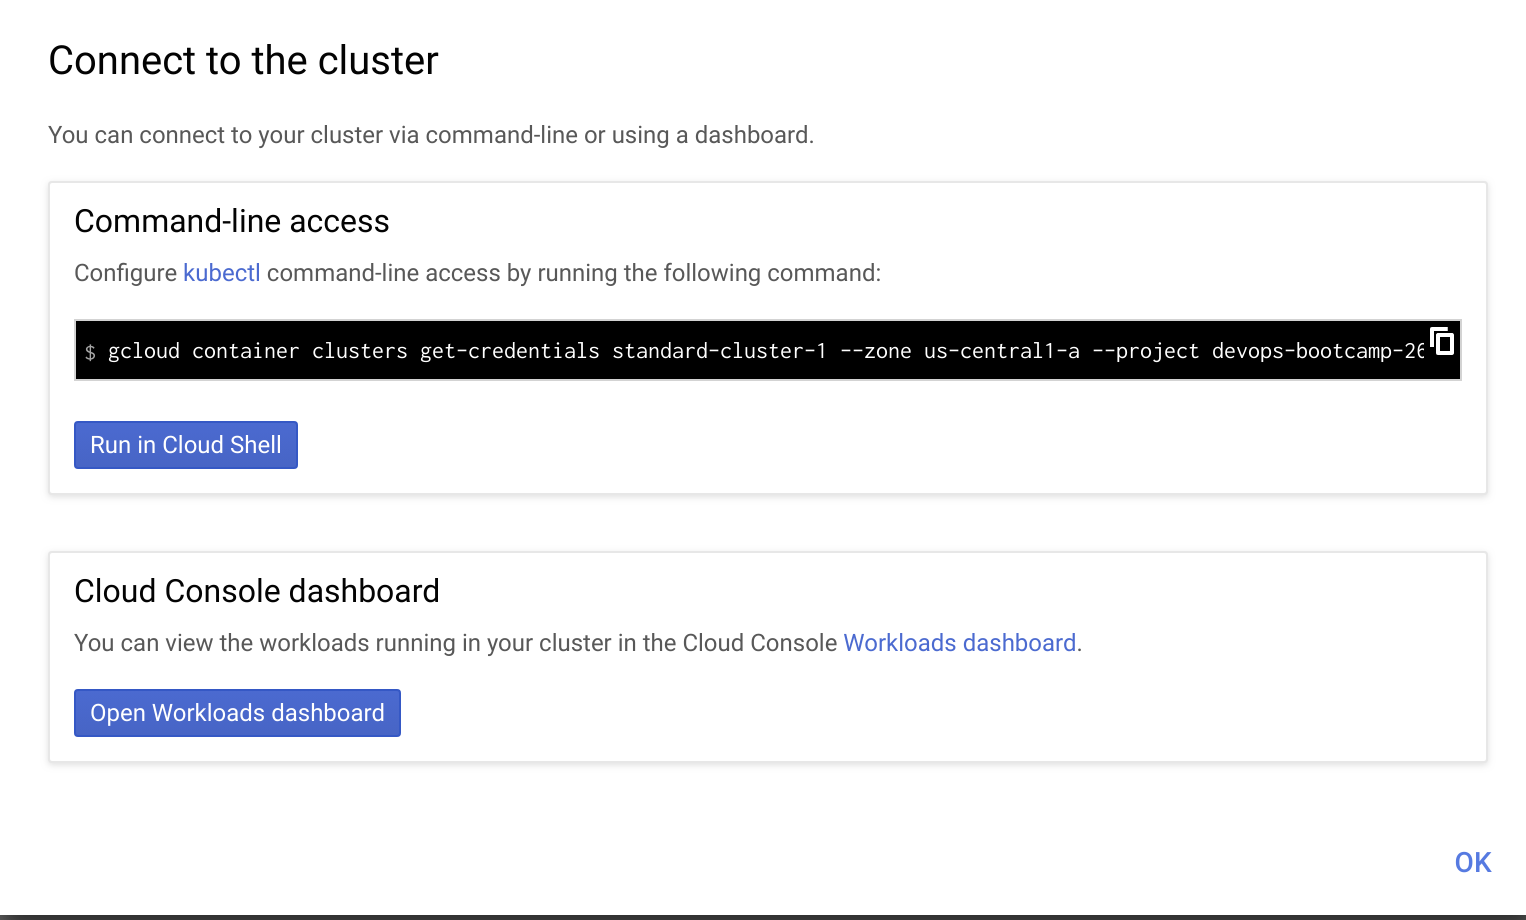 Connect to the cluster
You can connect to your cluster via command-line or using a dashboard.
Command-line access
Configure kubectl command-line access by running the following command:
$ gcloud container clusters get-credentials standard-cluster-1 --zone us-central1-a --project devops-bootcamp-26
Run in Cloud Shell
Cloud Console dashboard
You can view the workloads running in your cluster in the Cloud Console Workloads dashboard.
Open Workloads dashboard
OK